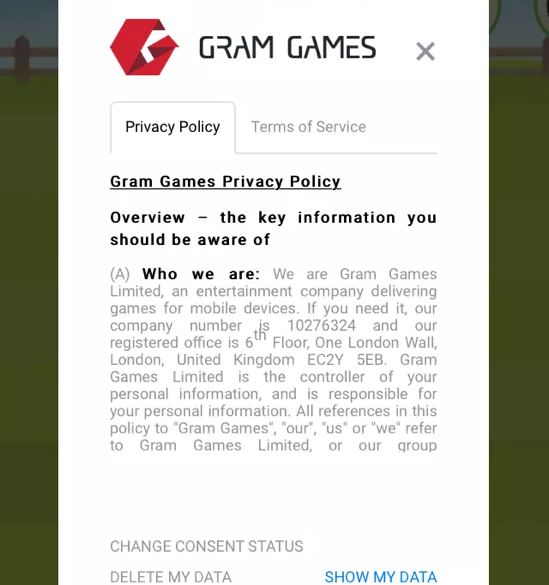 GRAM GAMES
Privacy Policy
Terms of Service
Gram Games Privacy Policy
Overview – the key information you
should be aware of
(A) Who we are: We are Gram Games
Limited, an entertainment company delivering
games for mobile devices. If you need it, our
company number is 10276324 and our
registered office is 6th Floor, One London Wall,
London, United Kingdom EC2Y 5EB. Gram
Games Limited is the controller of your
personal information, and is responsible for
your personal information. All references in this
policy to "Gram Games", "our", "us" or "we" refer
to Gram Games Limited, or our group
CHANGE CONSENT STATUS
DELETE MY DATA
SHOW MY DATA